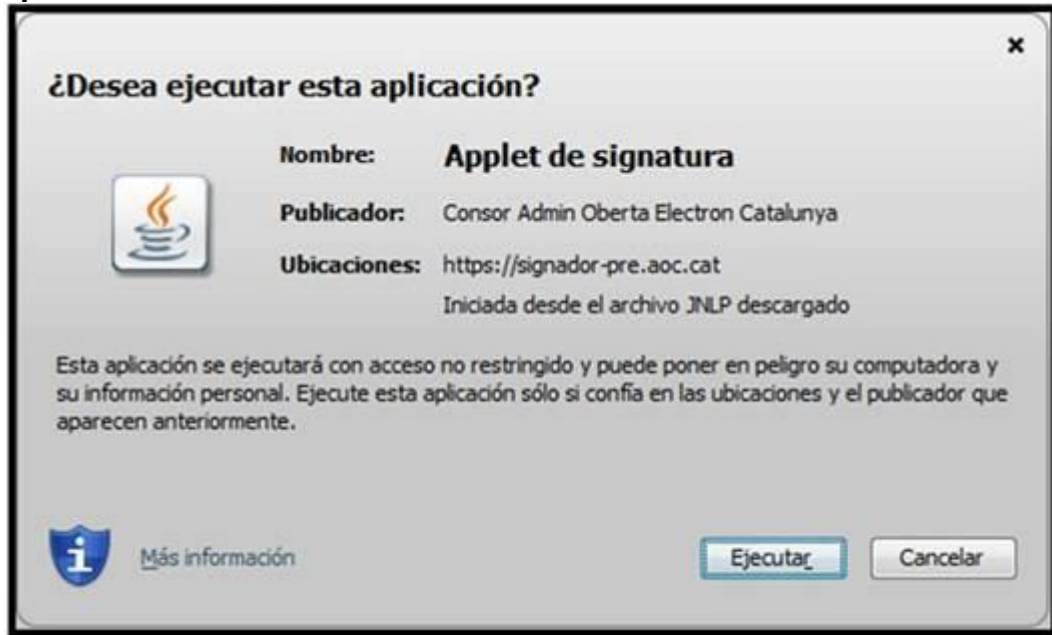 ¿Desea ejecutar esta aplicación?
Nombre: Applet de signatura
Publicador: Consor Admin Oberta Electron Catalunya
Ubicaciones: https://signador-pre.aoc.cat
Iniciada desde el archivo JNLP descargado
Esta aplicación se ejecutará con acceso no restringido y puede poner en peligro su computadora y
su información personal. Ejecute esta aplicación sólo si confía en las ubicaciones y el publicador que
aparecen anteriormente.
Más información
Ejecutar
Cancelar